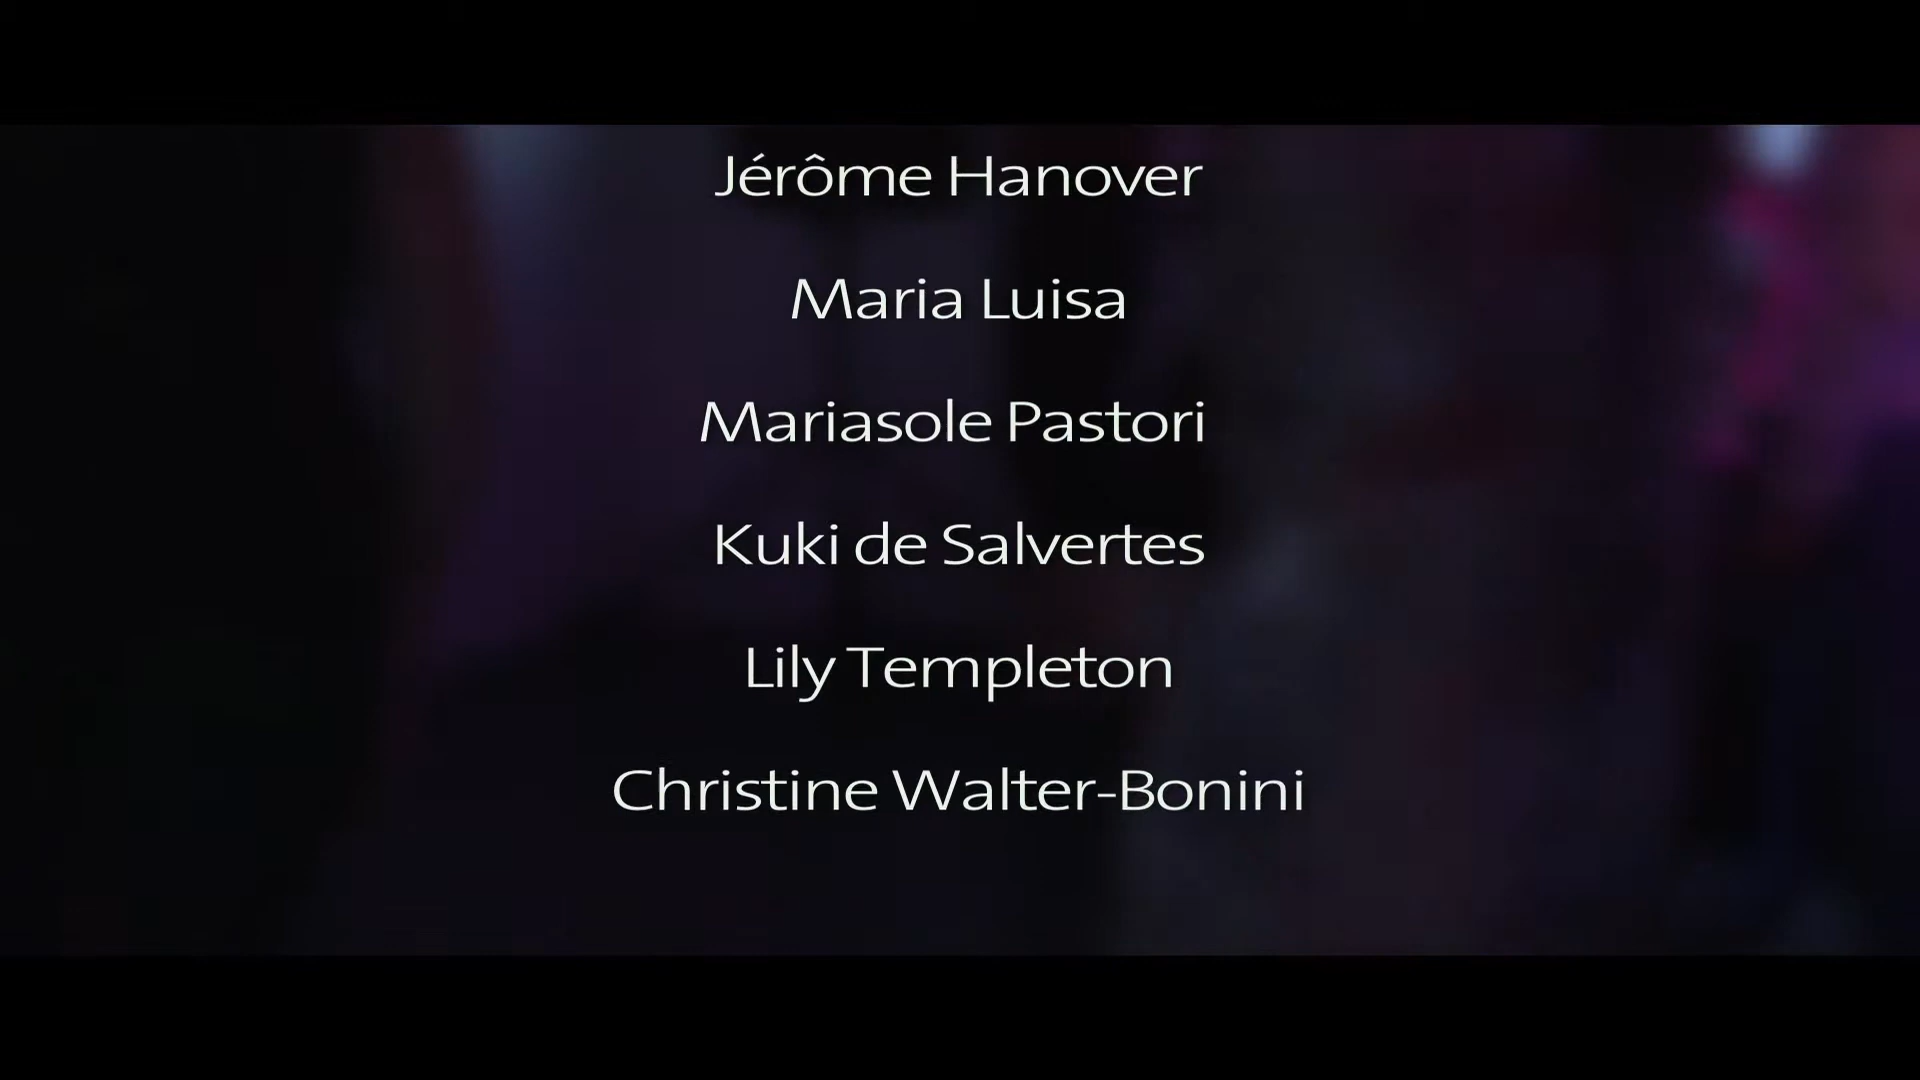 Jérôme Hanover
Maria Luisa
Mariasole Pastori
Kuki de Salvertes
Lily Templeton
Christine Walter-Bonini